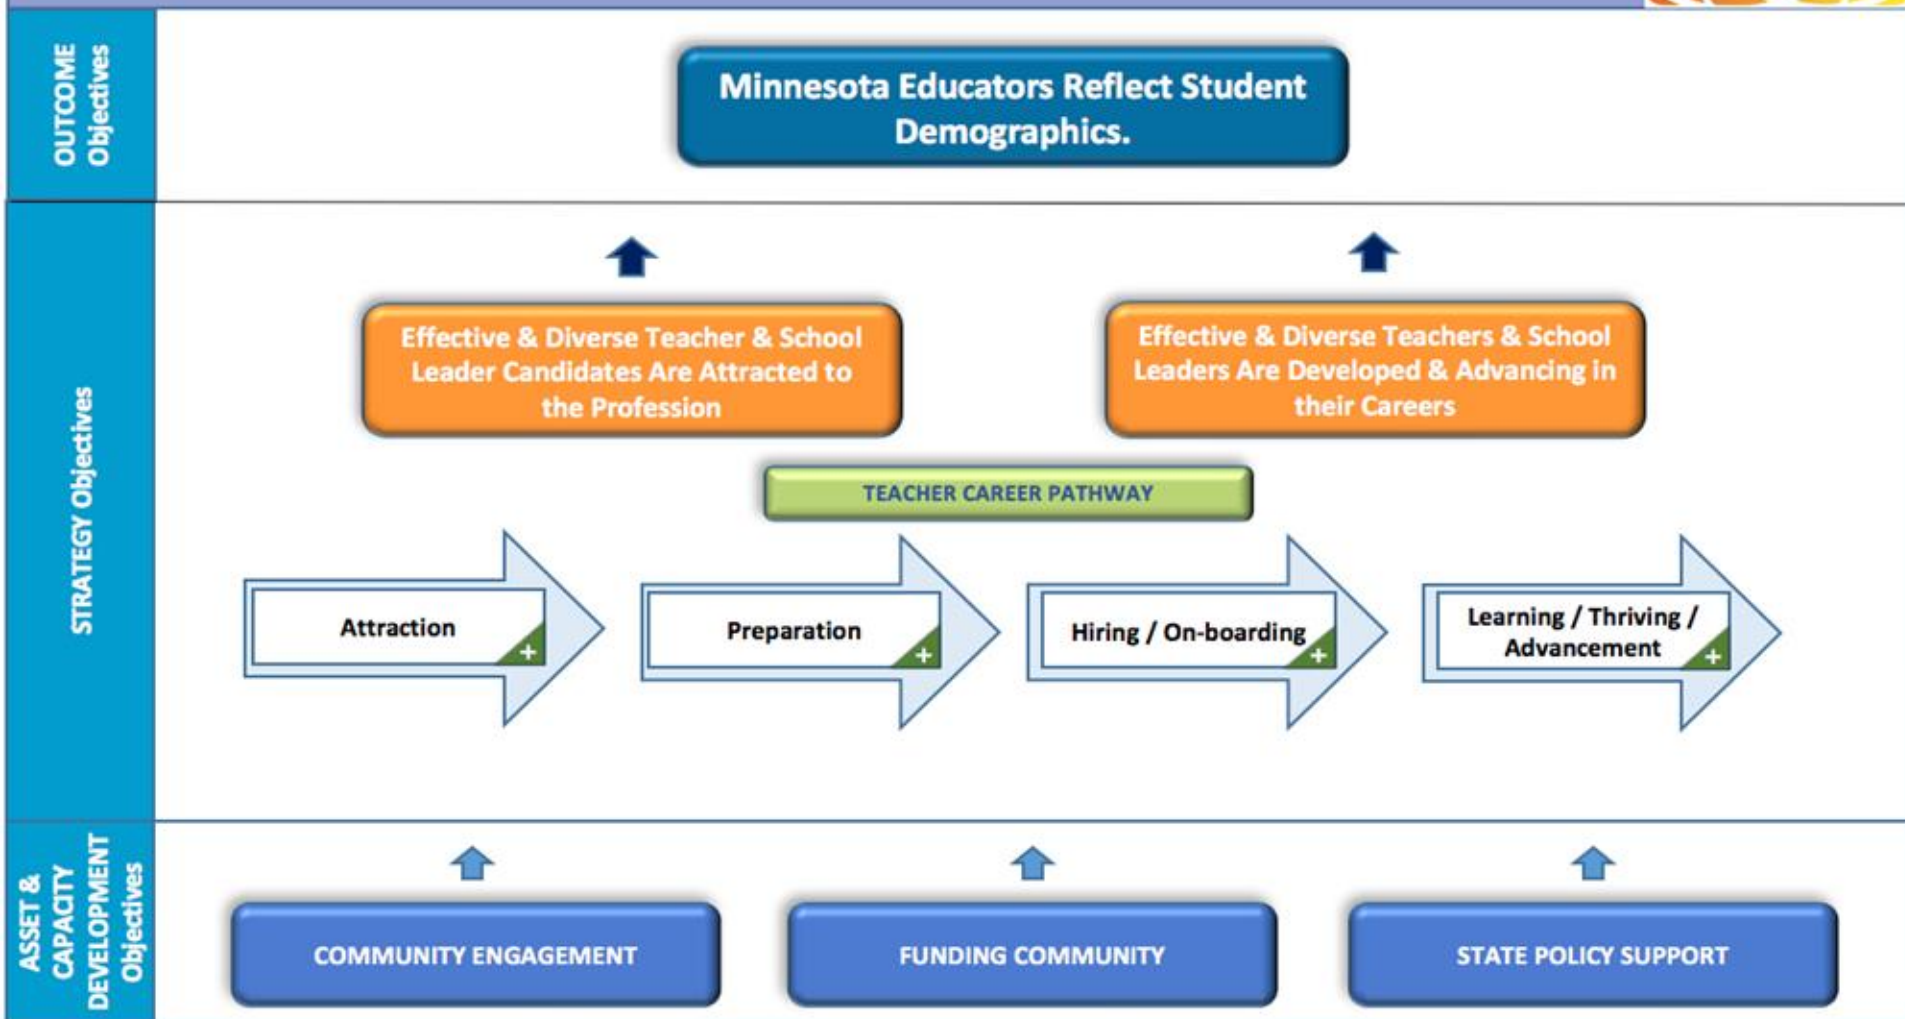 OUTCOME
Objectives
Minnesota Educators Reflect Student
Demographics.
STRATEGY Objectives
Effective & Diverse Teacher & School
Leader Candidates Are Attracted to
the Profession
Effective & Diverse Teachers & School
Leaders Are Developed & Advancing in
their Careers
TEACHER CAREER PATHWAY
Attraction
+
Preparation
+
Hiring / On-boarding
+
Learning / Thriving /
Advancement
+
ASSET &
CAPACITY
DEVELOPMENT
Objectives
COMMUNITY ENGAGEMENT
FUNDING COMMUNITY
STATE POLICY SUPPORT